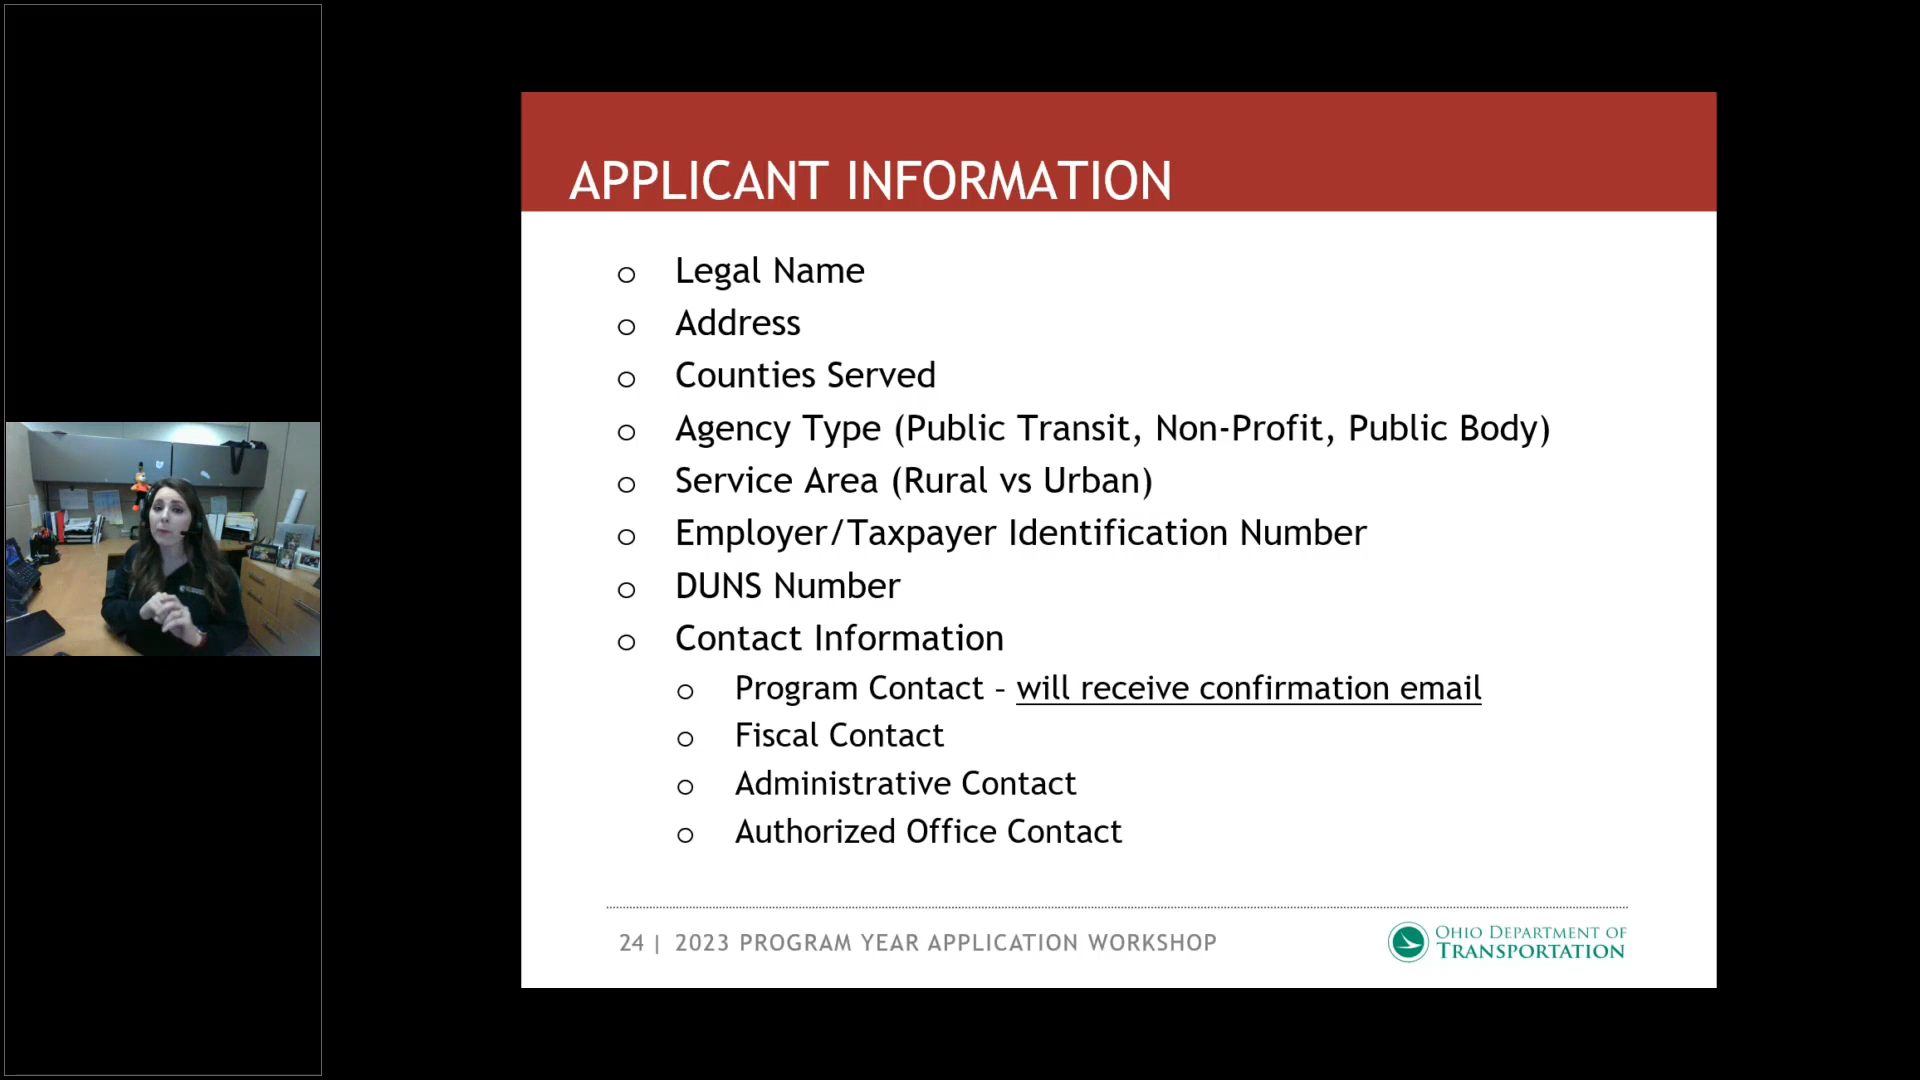 APPLICANT INFORMATION
o Legal Name
o Address
o Counties Served
o Agency Type (Public Transit, Non-Profit, Public Body)
o Service Area (Rural vs Urban)
o Employer/Taxpayer Identification Number
o DUNS Number
o Contact Information
o Program Contact – will receive confirmation email
o Fiscal Contact
o Administrative Contact
o Authorized Office Contact
24 | 2023 PROGRAM YEAR APPLICATION WORKSHOP
OHIO DEPARTMENT OF
TRANSPORTATION